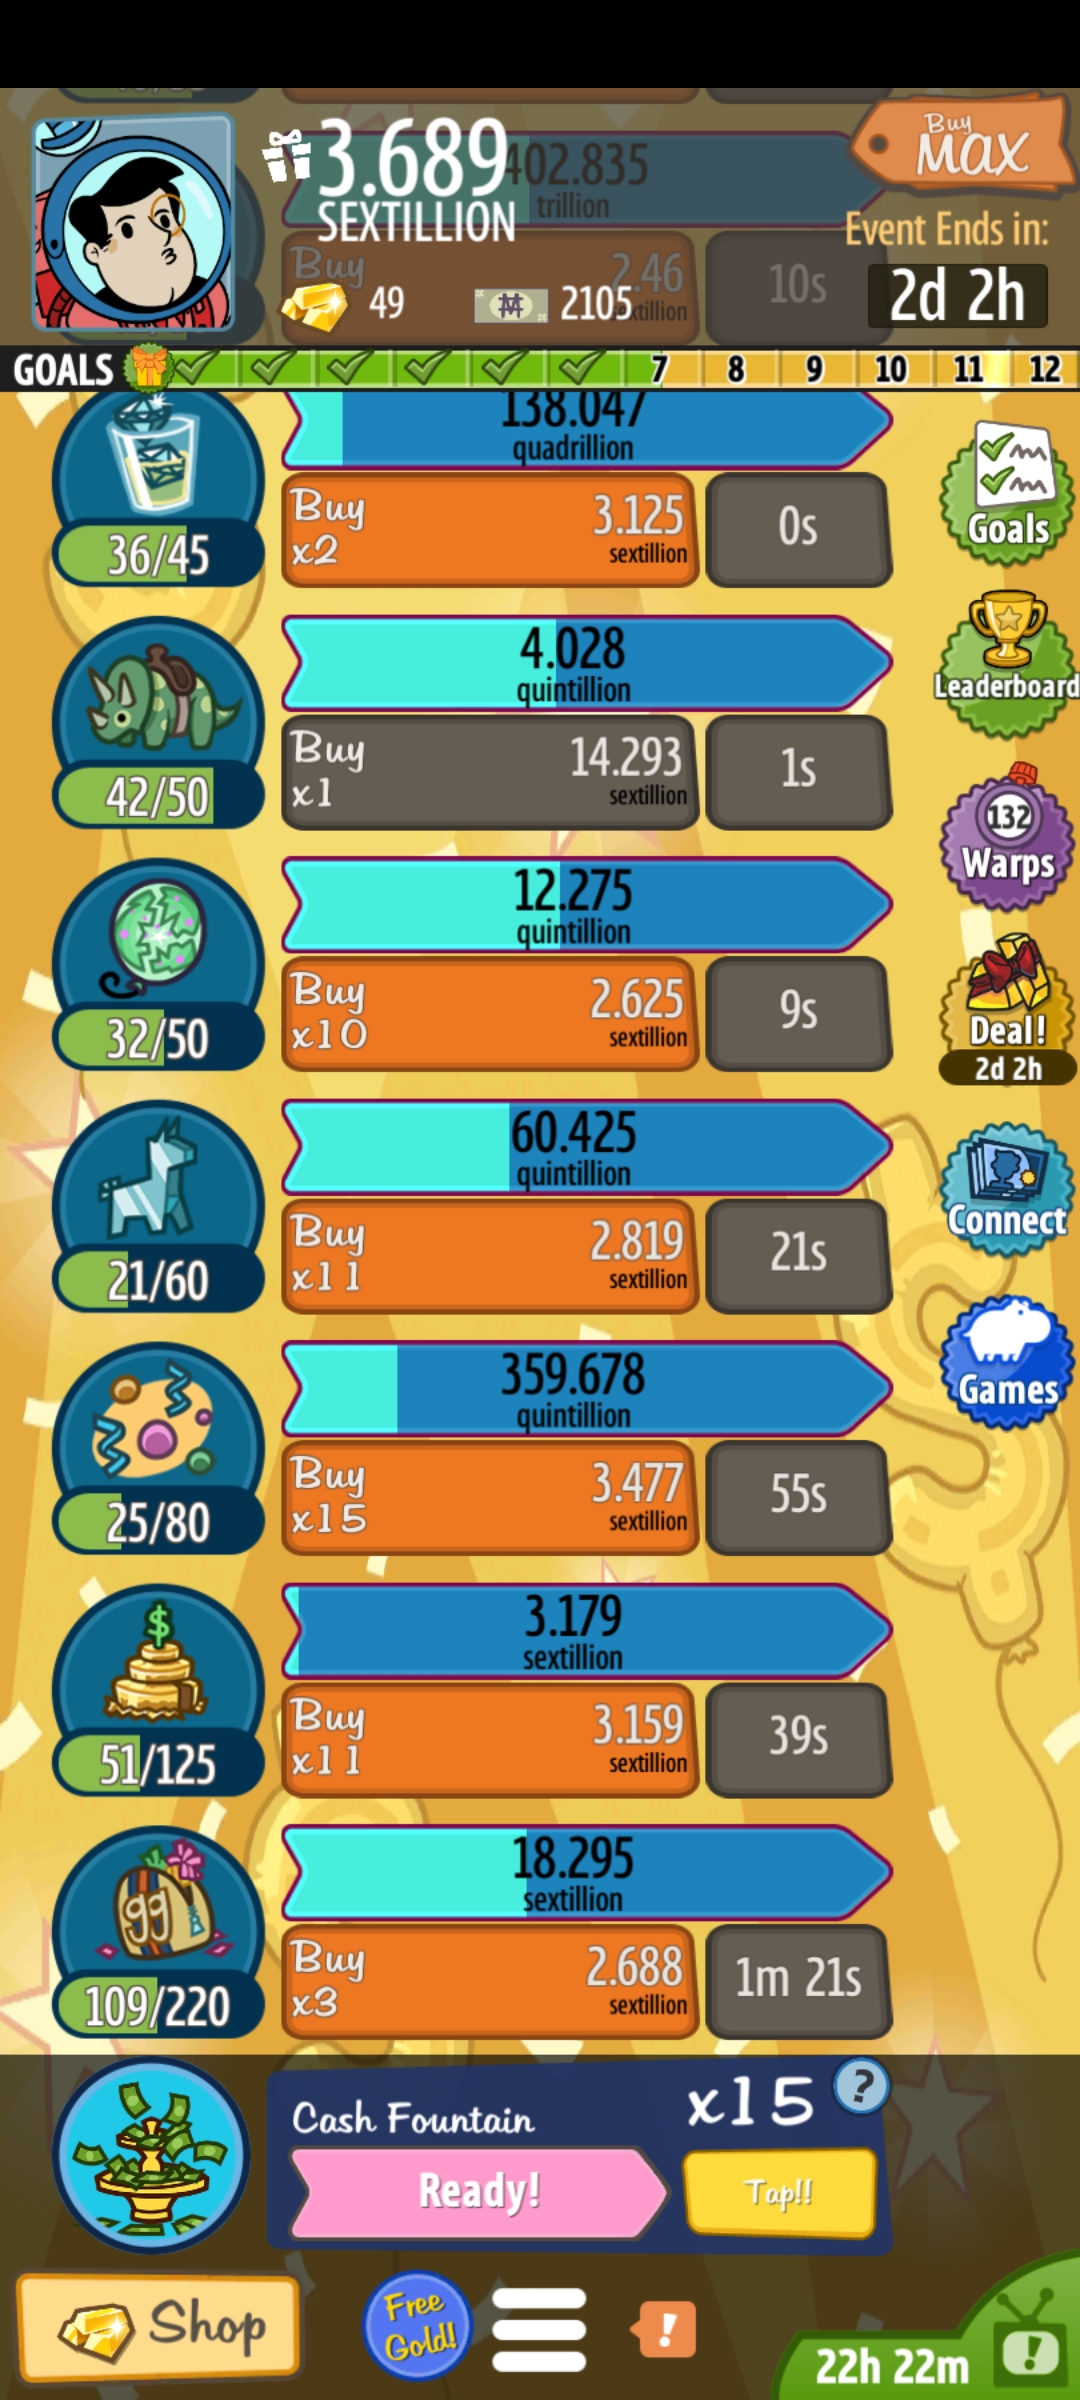 3.689
SEXTILLION
402.835
trillion
Buy
MAX
Event Ends in:
2d 2h
Buy
2.46
10s
49
2105
GOALS
7
8
9
10
11
12
138.047
quadrillion
36/45
Buy
x2
3.125
sextillion
0s
Goals
4.028
quintillion
42/50
Buy
x1
14.293
sextillion
1s
Leaderboard
12.275
quintillion
32/50
Buy
x10
2.625
sextillion
9s
132
Warps
Deal!
2d 2h
60.425
quintillion
21/60
Buy
x11
2.819
sextillion
21s
Connect
359.678
quintillion
25/80
Buy
x15
3.477
sextillion
55s
Games
$
3.179
sextillion
51/125
Buy
x11
3.159
sextillion
39s
99
18.295
sextillion
109/220
Buy
x3
2.688
sextillion
1m 21s
Cash Fountain
x15
?
Ready!
Tap!!
Shop
Free
Gold!
!
22h 22m
!